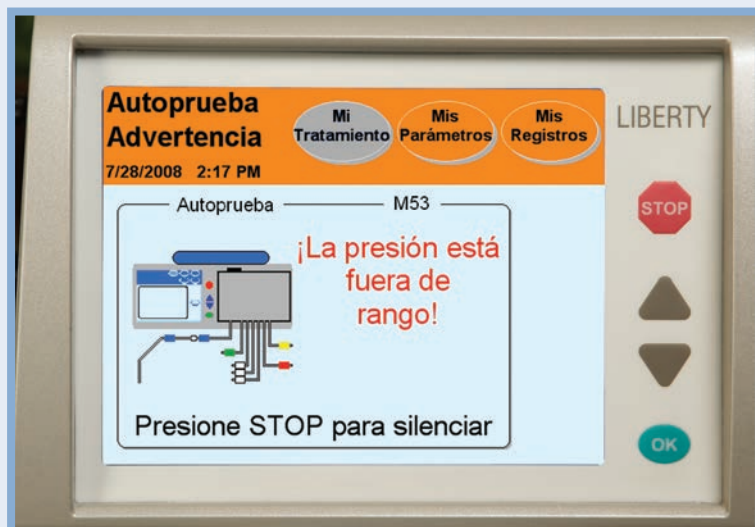 Autoprueba
Advertencia
7/28/2008 2:17 PM
Mi
Tratamiento
Mis
Parámetros
Mis
Registros
LIBERTY
STOP
Autoprueba
M53
¡La presión está
fuera de
rango!
Presione STOP para silenciar
OK